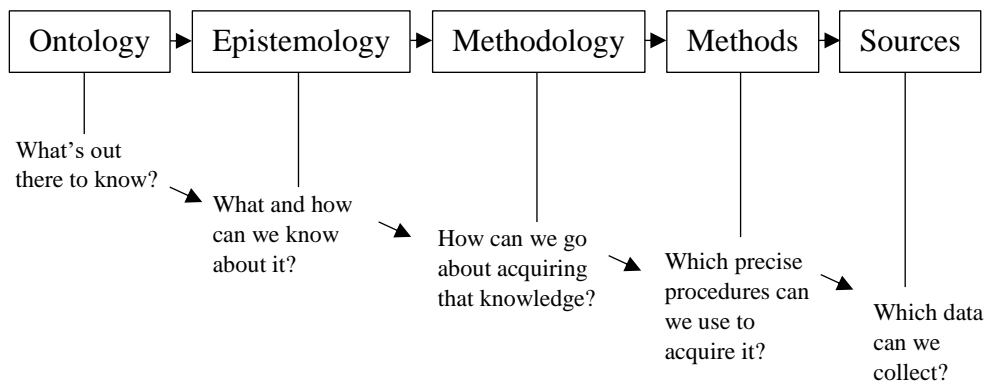 Ontology
Epistemology
Methodology
Methods
Sources
What’s out
there to know?
What and how
can we know
about it?
How can we go
about acquiring
that knowledge?
Which precise
procedures can
we use to
acquire it?
Which data
can we
collect?